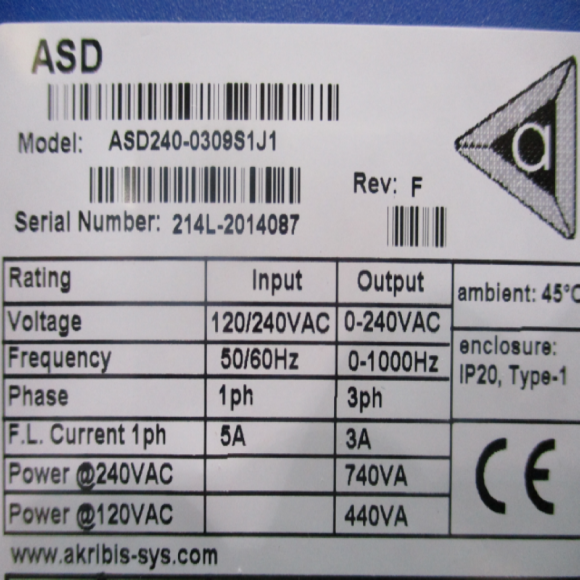 ASD
Model: ASD240-0309S1J1
Rev: F
Serial Number: 214L-2014087
a
Rating Input Output
Voltage 120/240VAC 0-240VAC
Frequency 50/60Hz 0-1000Hz
Phase 1ph 3ph
F.L. Current 1ph 5A 3A
Power @240VAC 740VA
Power @120VAC 440VA
ambient: 45°C
enclosure:
IP20, Type-1
CE
www.akribis-sys.com